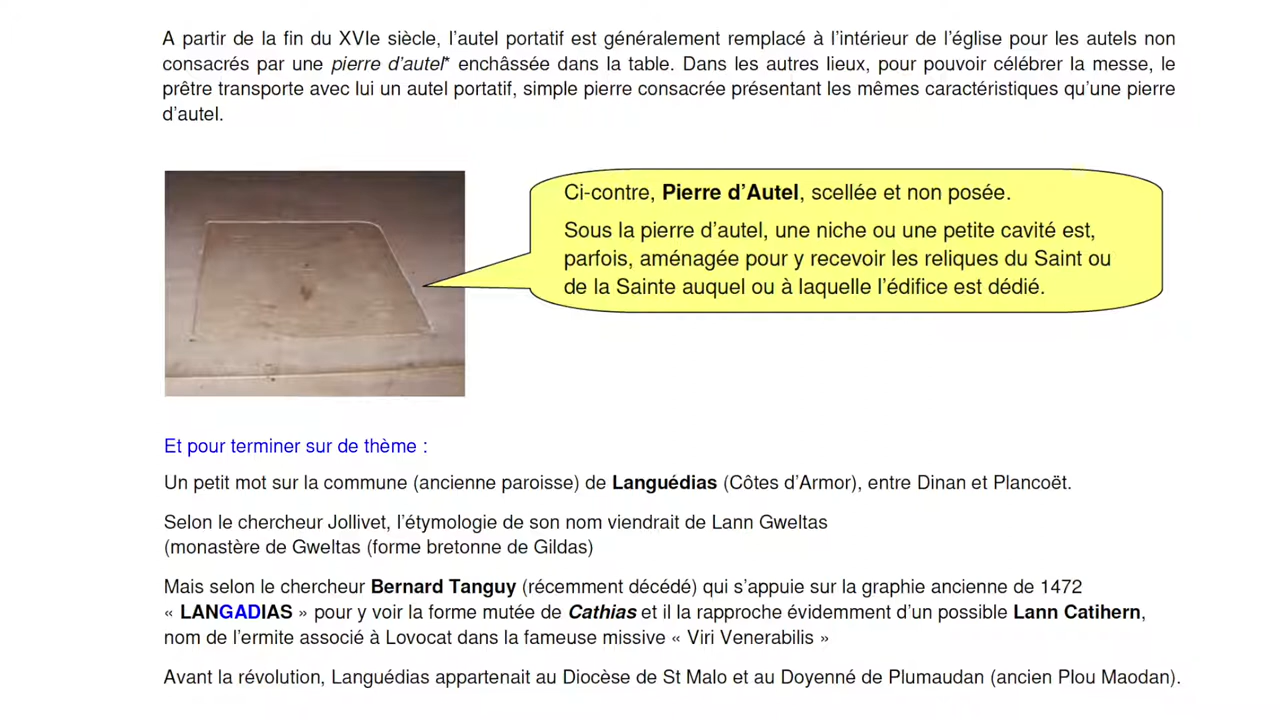 A partir de la fin du XVIe siècle, l’autel portatif est généralement remplacé à l’intérieur de l’église pour les autels non
consacrés par une pierre d’autel* enchâssée dans la table. Dans les autres lieux, pour pouvoir célébrer la messe, le
prêtre transporte avec lui un autel portatif, simple pierre consacrée présentant les mêmes caractéristiques qu’une pierre
d’autel.
Ci-contre, Pierre d’Autel, scellée et non posée.
Sous la pierre d’autel, une niche ou une petite cavité est,
parfois, aménagée pour y recevoir les reliques du Saint ou
de la Sainte auquel ou à laquelle l’édifice est dédié.
Et pour terminer sur de thème :
Un petit mot sur la commune (ancienne paroisse) de Languédias (Côtes d’Armor), entre Dinan et Plancoët.
Selon le chercheur Jollivet, l’étymologie de son nom viendrait de Lann Gweltas
(monastère de Gweltas (forme bretonne de Gildas)
Mais selon le chercheur Bernard Tanguy (récemment décédé) qui s’appuie sur la graphie ancienne de 1472
« LANGADIAS » pour y voir la forme mutée de Cathias et il la rapproche évidemment d’un possible Lann Catihern,
nom de l’ermite associé à Lovocat dans la fameuse missive « Viri Venerabilis »
Avant la révolution, Languédias appartenait au Diocèse de St Malo et au Doyenné de Plumaudan (ancien Plou Maodan).